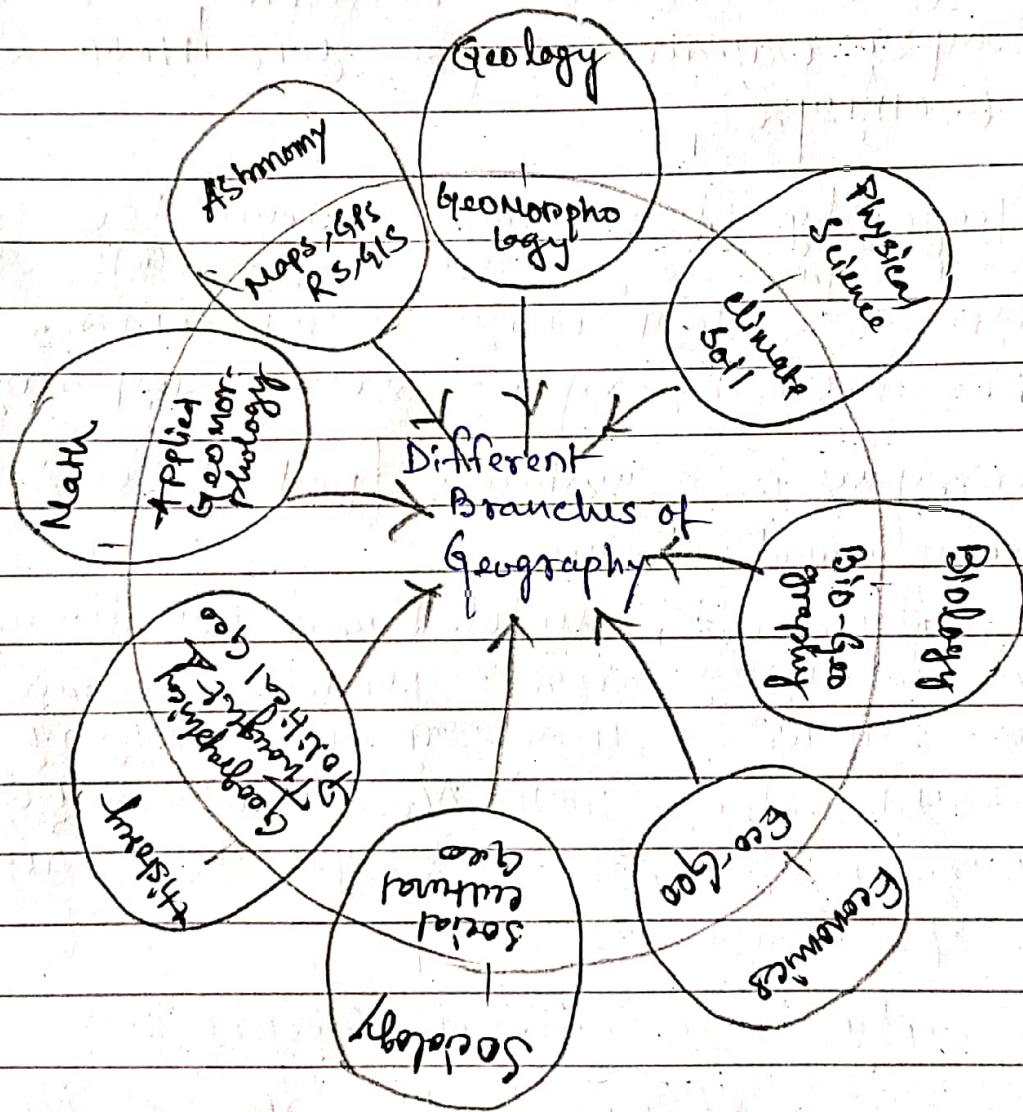 Geology
Geomorpho
logy
Physical
Science
climate
soil
Biology
Bio-Geo
graphy
Economics
Eco-Geo
Sociology
Social
cultural
Geo
History
Geographical
Thought &
Political Geo
Math
Applied
Geomor-
phology
Astronomy
Maps, GPS
RS, GIS
Different
Branches of
Geography